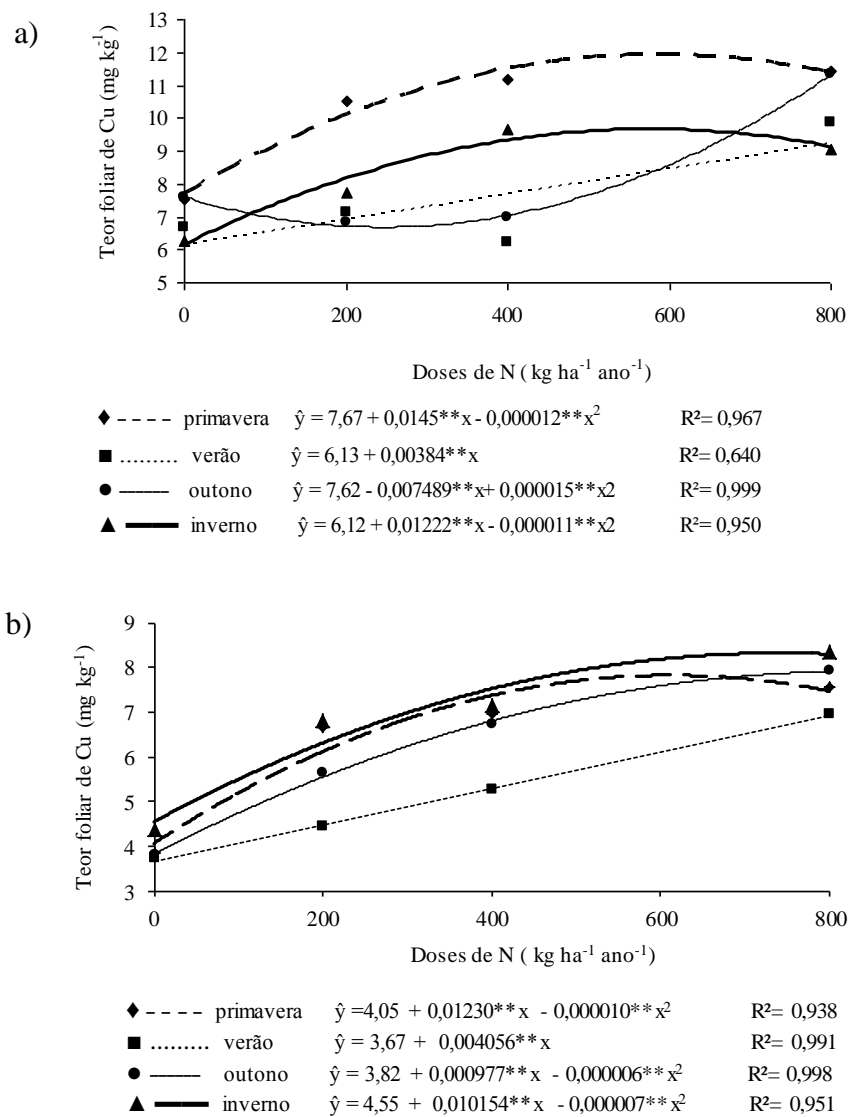 a)
Teor foliar de Cu (mg kg-1)
13
12
11
10
9
8
7
6
5
0 200 400 600 800
Doses de N ( kg ha-1 ano-1)
primavera ŷ = 7,67 + 0,0145**x - 0,000012**x2 R²= 0,967
verão ŷ = 6,13 + 0,00384**x R²= 0,640
outono ŷ = 7,62 - 0,007489**x+ 0,000015**x2 R²= 0,999
inverno ŷ = 6,12 + 0,01222**x - 0,000011**x2 R²= 0,950
b)
Teor foliar de Cu (mg kg-1)
9
8
7
6
5
4
3
0 200 400 600 800
Doses de N ( kg ha-1 ano-1)
primavera ŷ =4,05 + 0,01230**x - 0,000010**x2 R²= 0,938
verão ŷ = 3,67 + 0,004056**x R²= 0,991
outono ŷ = 3,82 + 0,000977**x - 0,000006**x2 R²= 0,998
inverno ŷ = 4,55 + 0,010154**x - 0,000007**x2 R²= 0,951